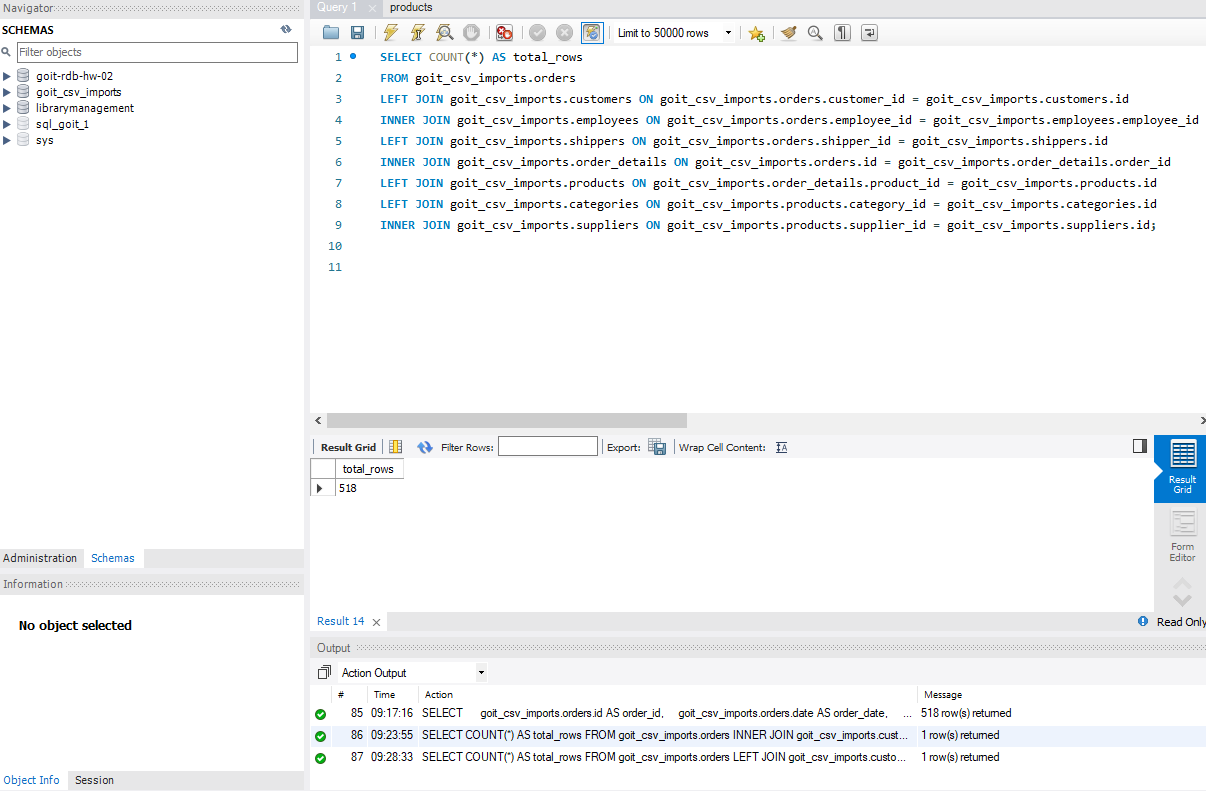 Navigator
SCHEMAS
Filter objects
goit-rdb-hw-02
goit_csv_imports
librarymanagement
sql_goit_1
sys
Administration Schemas
Information
No object selected
Object Info Session
Query 1 products
Limit to 50000 rows
1 SELECT COUNT(*) AS total_rows
2 FROM goit_csv_imports.orders
3 LEFT JOIN goit_csv_imports.customers ON goit_csv_imports.orders.customer_id = goit_csv_imports.customers.id
4 INNER JOIN goit_csv_imports.employees ON goit_csv_imports.orders.employee_id = goit_csv_imports.employees.employee_id
5 LEFT JOIN goit_csv_imports.shippers ON goit_csv_imports.orders.shipper_id = goit_csv_imports.shippers.id
6 INNER JOIN goit_csv_imports.order_details ON goit_csv_imports.orders.id = goit_csv_imports.order_details.order_id
7 LEFT JOIN goit_csv_imports.products ON goit_csv_imports.order_details.product_id = goit_csv_imports.products.id
8 LEFT JOIN goit_csv_imports.categories ON goit_csv_imports.products.category_id = goit_csv_imports.categories.id
9 INNER JOIN goit_csv_imports.suppliers ON goit_csv_imports.products.supplier_id = goit_csv_imports.suppliers.id;
10
11
Result Grid Filter Rows: Export: Wrap Cell Content:
total_rows
518
Result
Grid
Form
Editor
Result 14 Read Only
Output
Action Output
# Time Action Message
85 09:17:16 SELECT goit_csv_imports.orders.id AS order_id, goit_csv_imports.orders.date AS order_date, ... 518 row(s) returned
86 09:23:55 SELECT COUNT(*) AS total_rows FROM goit_csv_imports.orders INNER JOIN goit_csv_imports.cust... 1 row(s) returned
87 09:28:33 SELECT COUNT(*) AS total_rows FROM goit_csv_imports.orders LEFT JOIN goit_csv_imports.custo... 1 row(s) returned